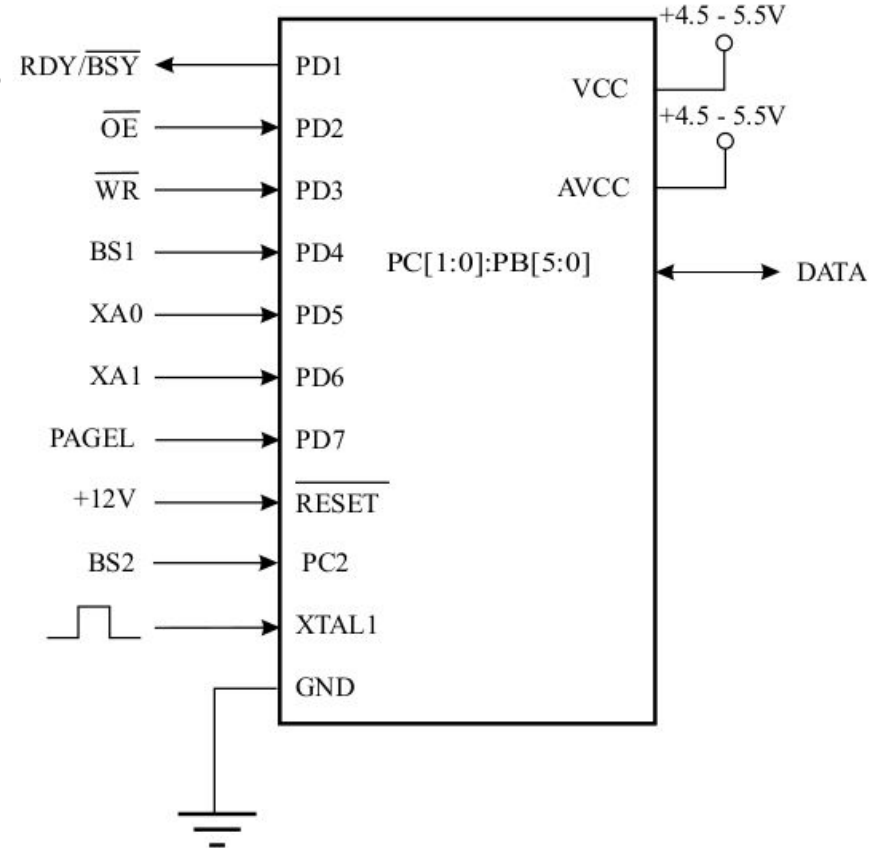 +4.5 - 5.5V
RDY/BSY PD1
VCC
OE PD2
+4.5 - 5.5V
WR PD3
AVCC
BS1 PD4
PC[1:0]:PB[5:0]
DATA
XA0 PD5
XA1 PD6
PAGEL PD7
+12V RESET
BS2 PC2
XTAL1
GND